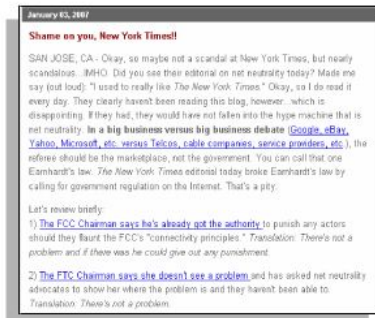 January 03, 2007
Shame on you, New York Times!!
SAN JOSE, CA - Okay, so maybe not a scandal at New York Times, but nearly
scandalous...IMHO. Did you see their editorial on net neutrality today? Made me
say (out loud): "I used to really like The New York Times." Okay, so I do read it
every day. They clearly havent been reading this blog, however...which is
disappointing. If they had, they would have not fallen into the hype machine that is
net neutrality. In a big business versus big business debate (Google, eBay,
Yahoo, Microsoft, etc. versus Telcos, cable companies, service providers, etc.), the
referee should be the marketplace, not the government. You can call that one
Earnhardt's law. The New York Times editorial today broke Earnhardt's law by
calling for government regulation on the Internet. That's a pity.
Let's review briefly:
1) The FCC Chairman says he's already got the authority to punish any actors
should they flaunt the FCC's "connectivity principles." Translation: There's not a
problem and if there was he could give out any punishment.
2) The FTC Chairman says she doesn't see a problem and has asked net neutrality
advocates to show her where the problem is and they haven't been able to.
Translation: There's not a problem.